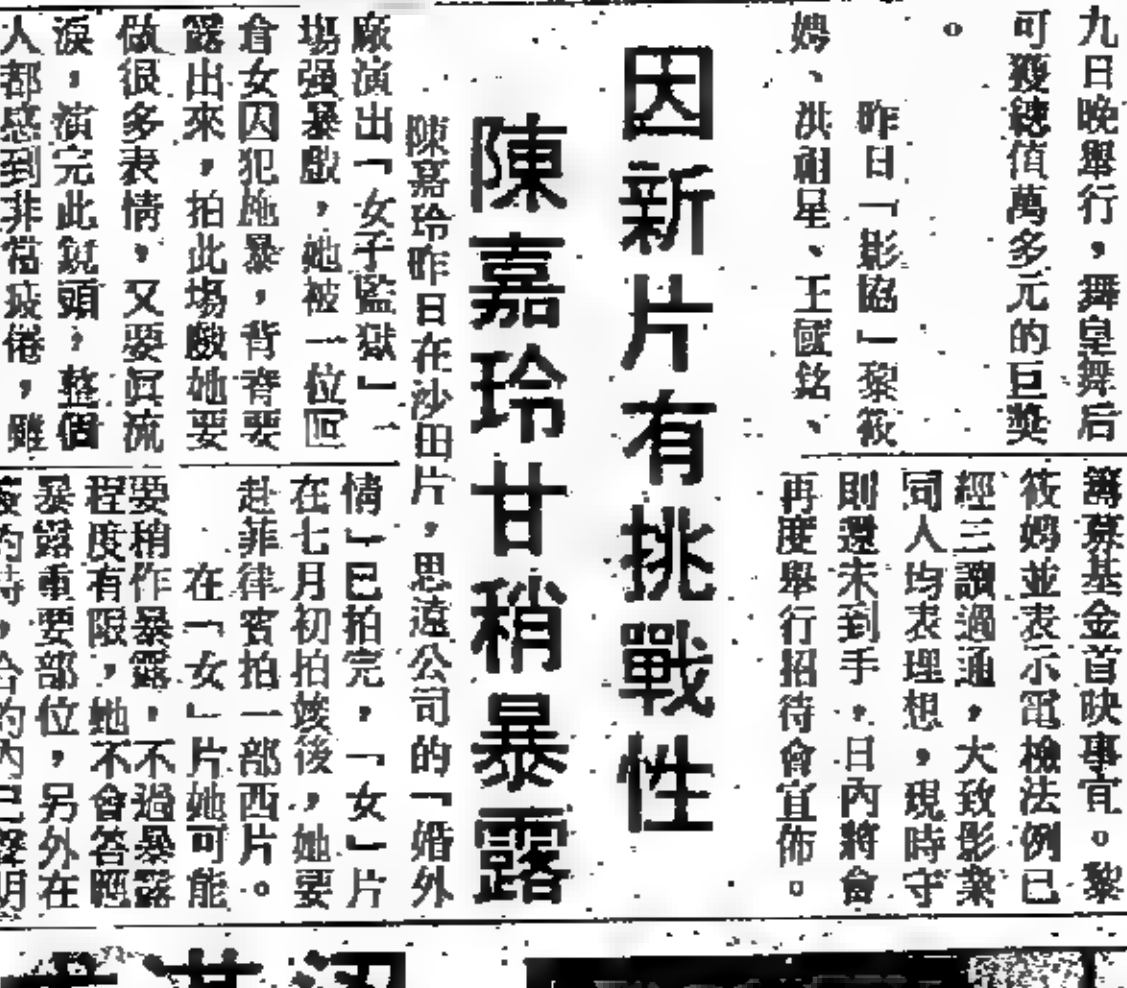 九日晚舉行，舞皇舞后
可獲總值萬多元的巨獎
。
昨日「影協」黎筱
娉、洪祖星、王國銘、
籌募基金首映事宜。黎
筱娉並表示電檢法例已
經三讀過通，大致影業
同人均表理想，現時守
則還未到手，日內將會
再度舉行招待會宣佈。
因新片有挑戰性
陳嘉玲甘稍暴露
陳嘉玲昨日在沙田片
廠演出「女子監獄」一
場强暴戲，她被一位同
倉女囚犯施暴，背脊要
露出來，拍此場戲她要
做很多表情，又要眞流
淚，演完此鏡頭，整個
人都感到非常疲倦，雖
，思遠公司的「婚外
情」已拍完，「女」片
在七月初拍竣後，她要
赴菲律賓拍一部西片。
在「女」片她可能
要稍作暴露，不過暴露
程度有限，她不會答應
暴露重要部位，另外在
的時，合約內已聲明